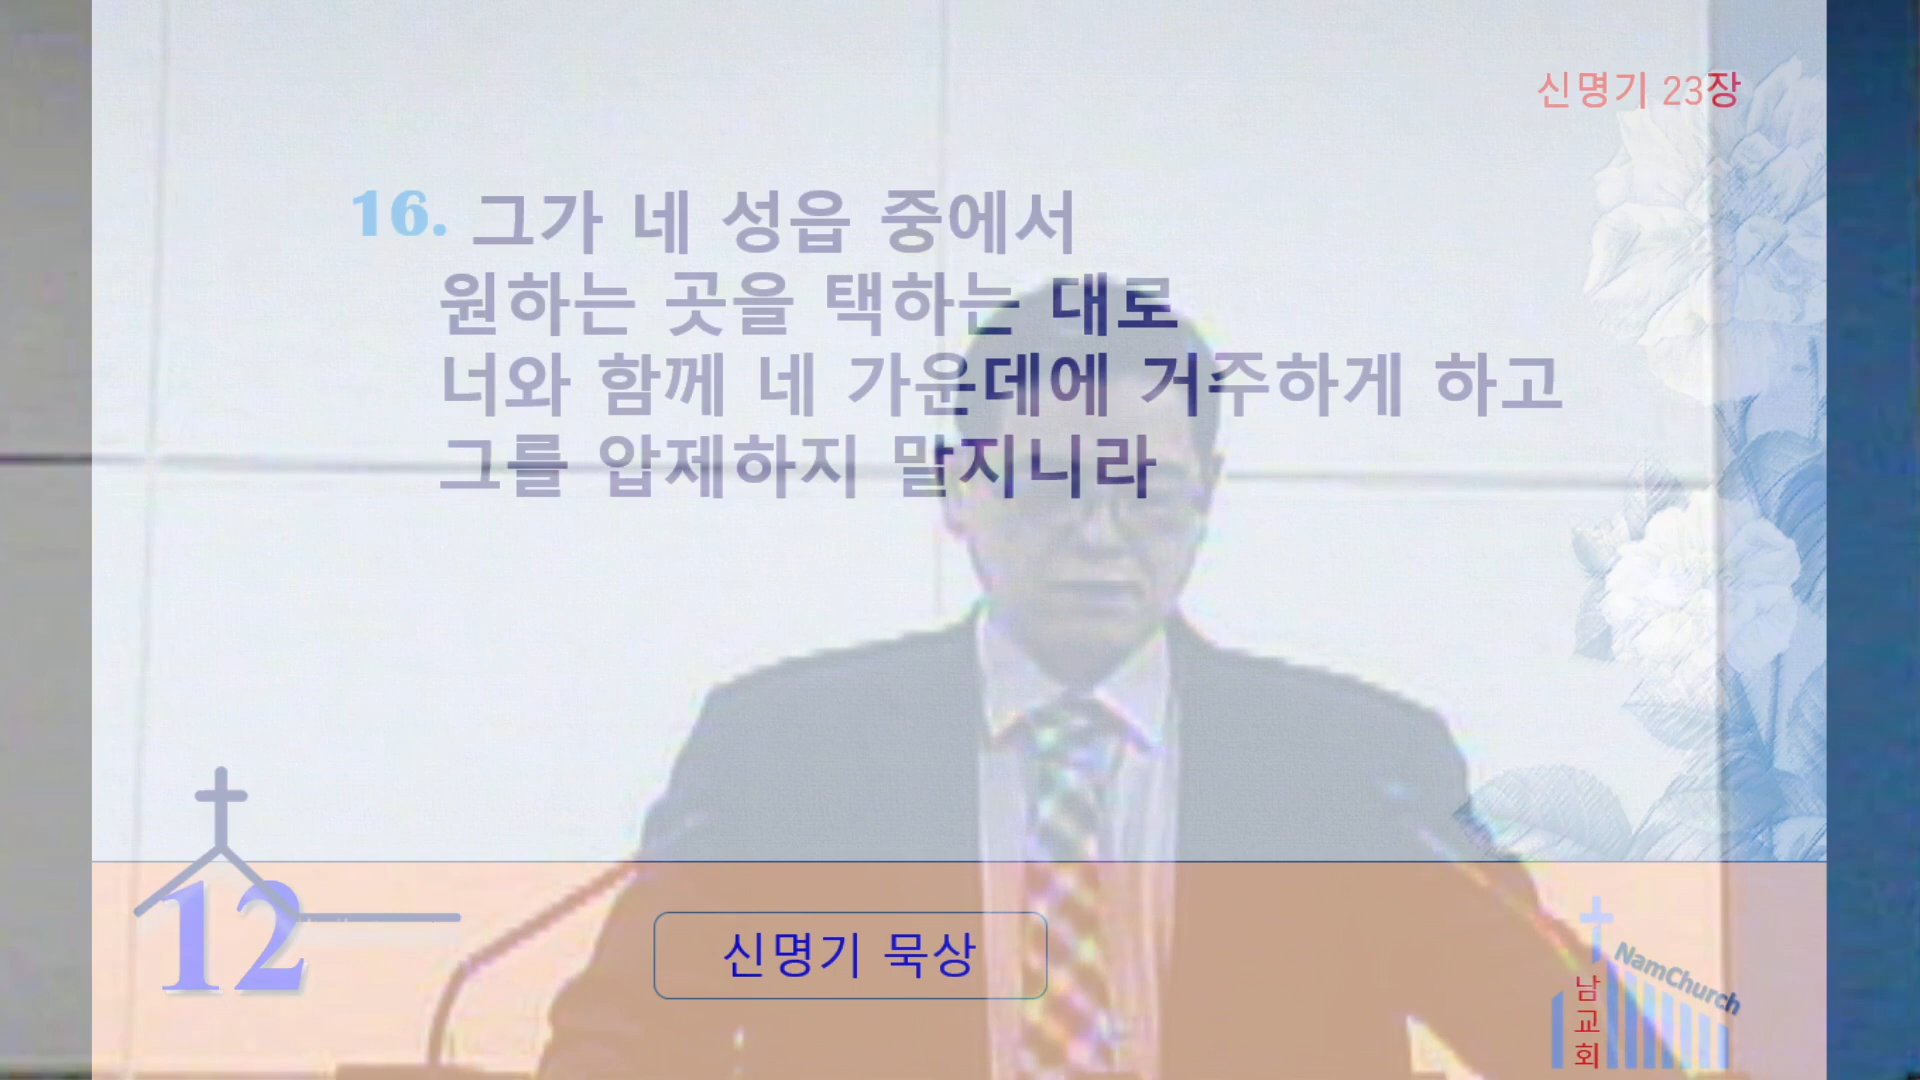 신명기 23장
16. 그가 네 성읍 중에서
원하는 곳을 택하는 대로
너와 함께 네 가운데에 거주하게 하고
그를 압제하지 말지니라
12
신명기 묵상
NamChurch
남교회